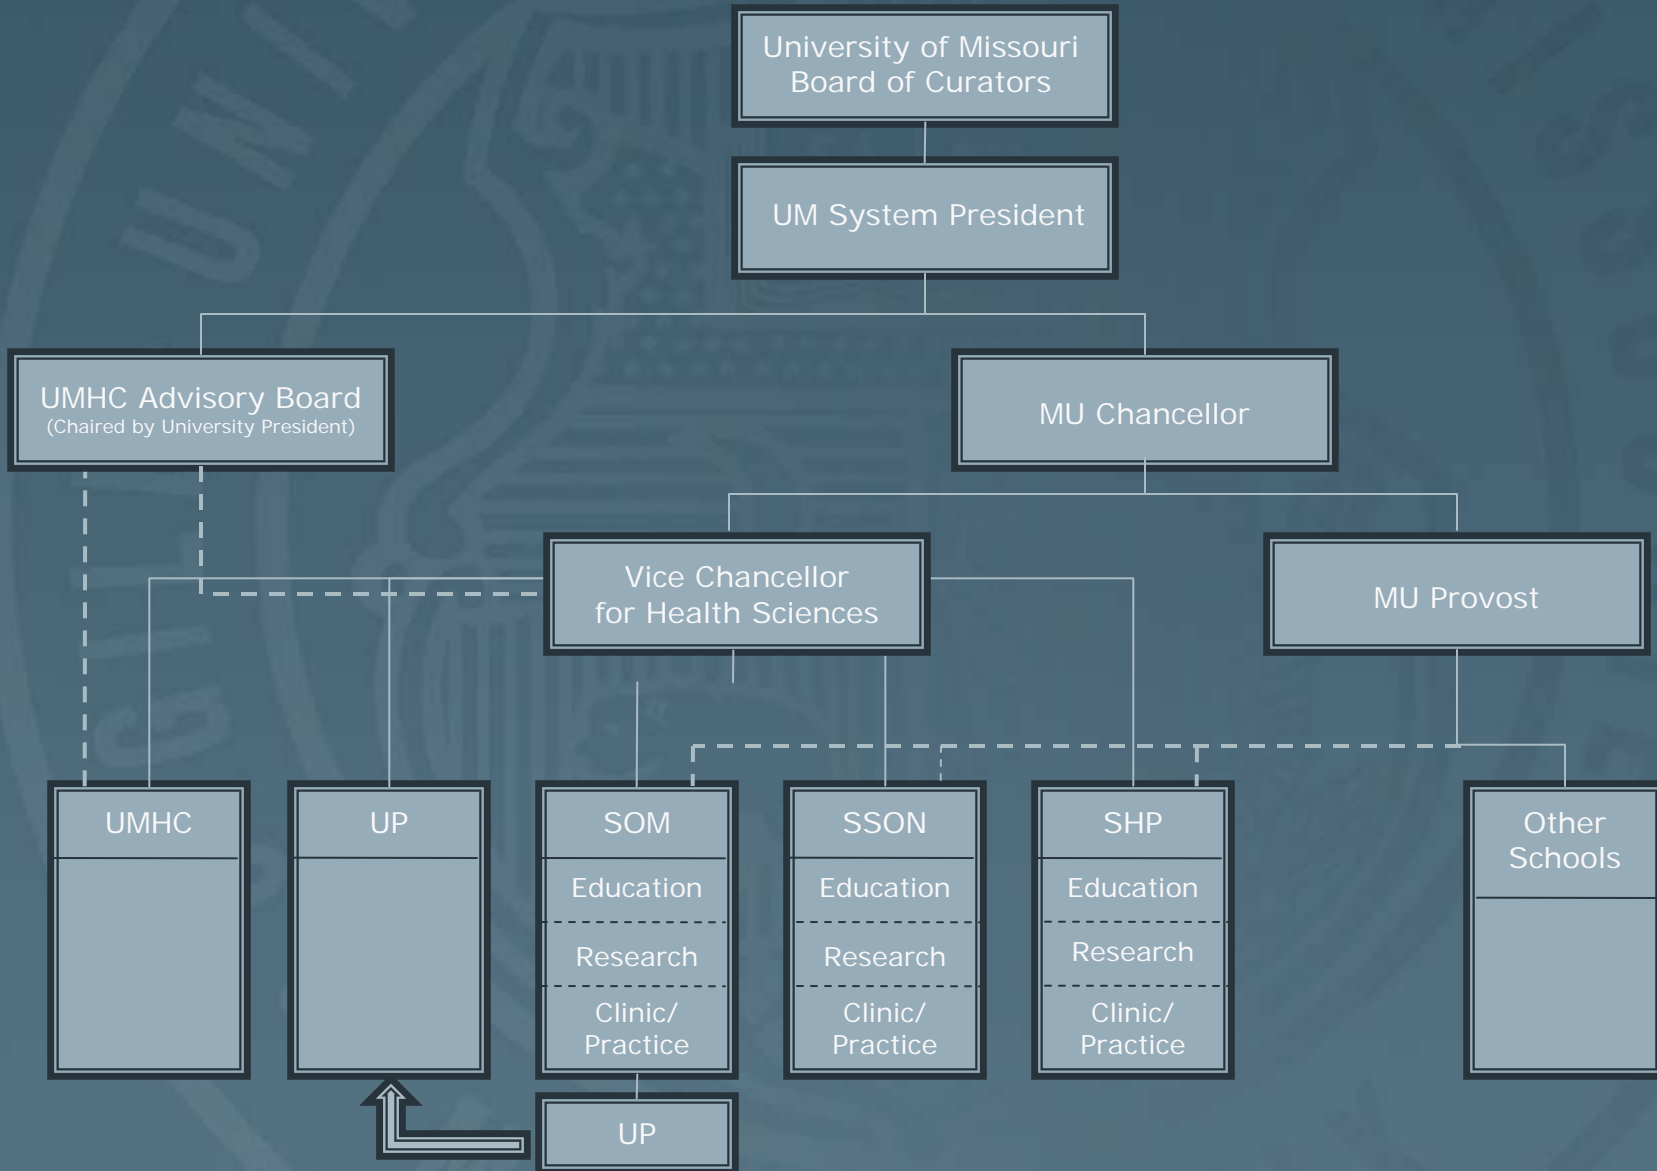 University of Missouri
Board of Curators
UM System President
UMHC Advisory Board
(Chaired by University President)
MU Chancellor
Vice Chancellor
for Health Sciences
MU Provost
UMHC
UP
SOM
Education
Research
Clinic/
Practice
SSON
Education
Research
Clinic/
Practice
SHP
Education
Research
Clinic/
Practice
Other
Schools
UP